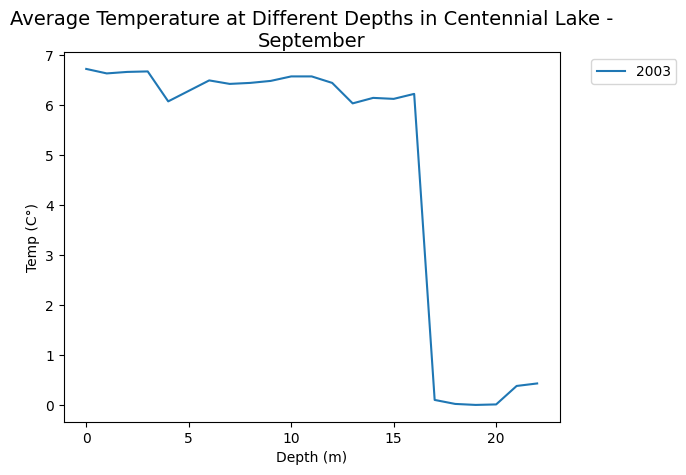 Average Temperature at Different Depths in Centennial Lake -
September
2003
7
6
5
4
3
2
1
0
Temp (C°)
0 5 10 15 20
Depth (m)